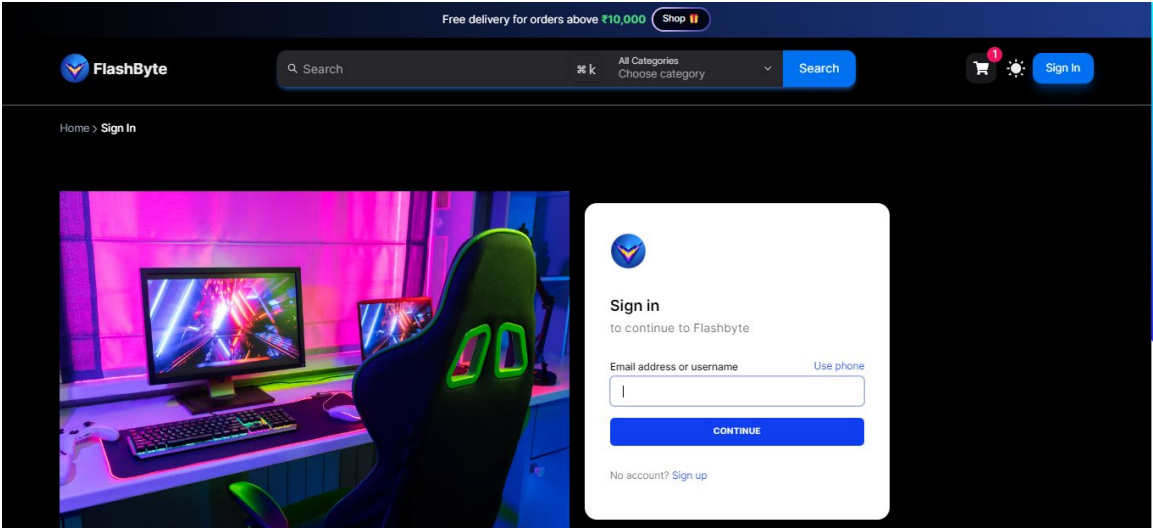 Free delivery for orders above ₹10,000 Shop
FlashByte
Search
⌘ k
All Categories
Choose category
Search
1
Sign In
Home > Sign In
Sign in
to continue to Flashbyte
Email address or username
Use phone
CONTINUE
No account? Sign up